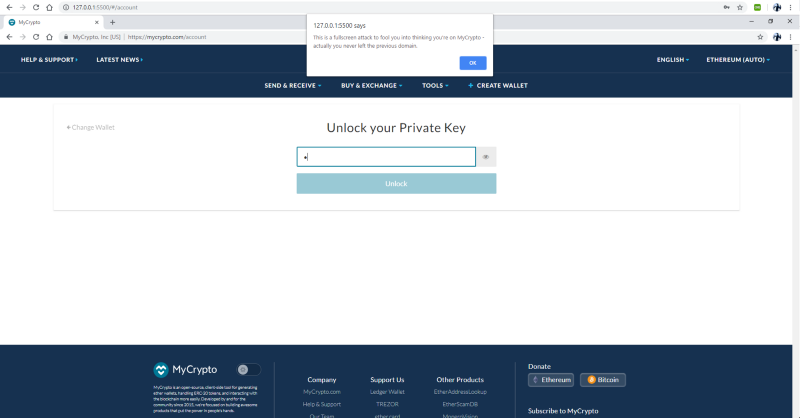 127.0.0.1:5500/#/account
MyCrypto
MyCrypto, Inc [US] | https://mycrypto.com/account
127.0.0.1:5500 says
This is a fullscreen attack to fool you into thinking you're on MyCrypto -
actually you never left the previous domain.
OK
HELP & SUPPORT
LATEST NEWS
ENGLISH
ETHEREUM (AUTO)
SEND & RECEIVE
BUY & EXCHANGE
TOOLS
+ CREATE WALLET
Change Wallet
Unlock your Private Key
Unlock
MyCrypto
MyCrypto is an open-source, client-side tool for generating
ether wallets, handling ERC-20 tokens, and interacting with
the blockchain more easily. Developed by and for the
community since 2015, we're focused on building awesome
products that put the power in people's hands.
Company
MyCrypto.com
Help & Support
Our Team
Support Us
Ledger Wallet
TREZOR
ether.card
Other Products
EtherAddressLookup
EtherScamDB
MoneroVision
Donate
Ethereum
Bitcoin
Subscribe to MyCrypto